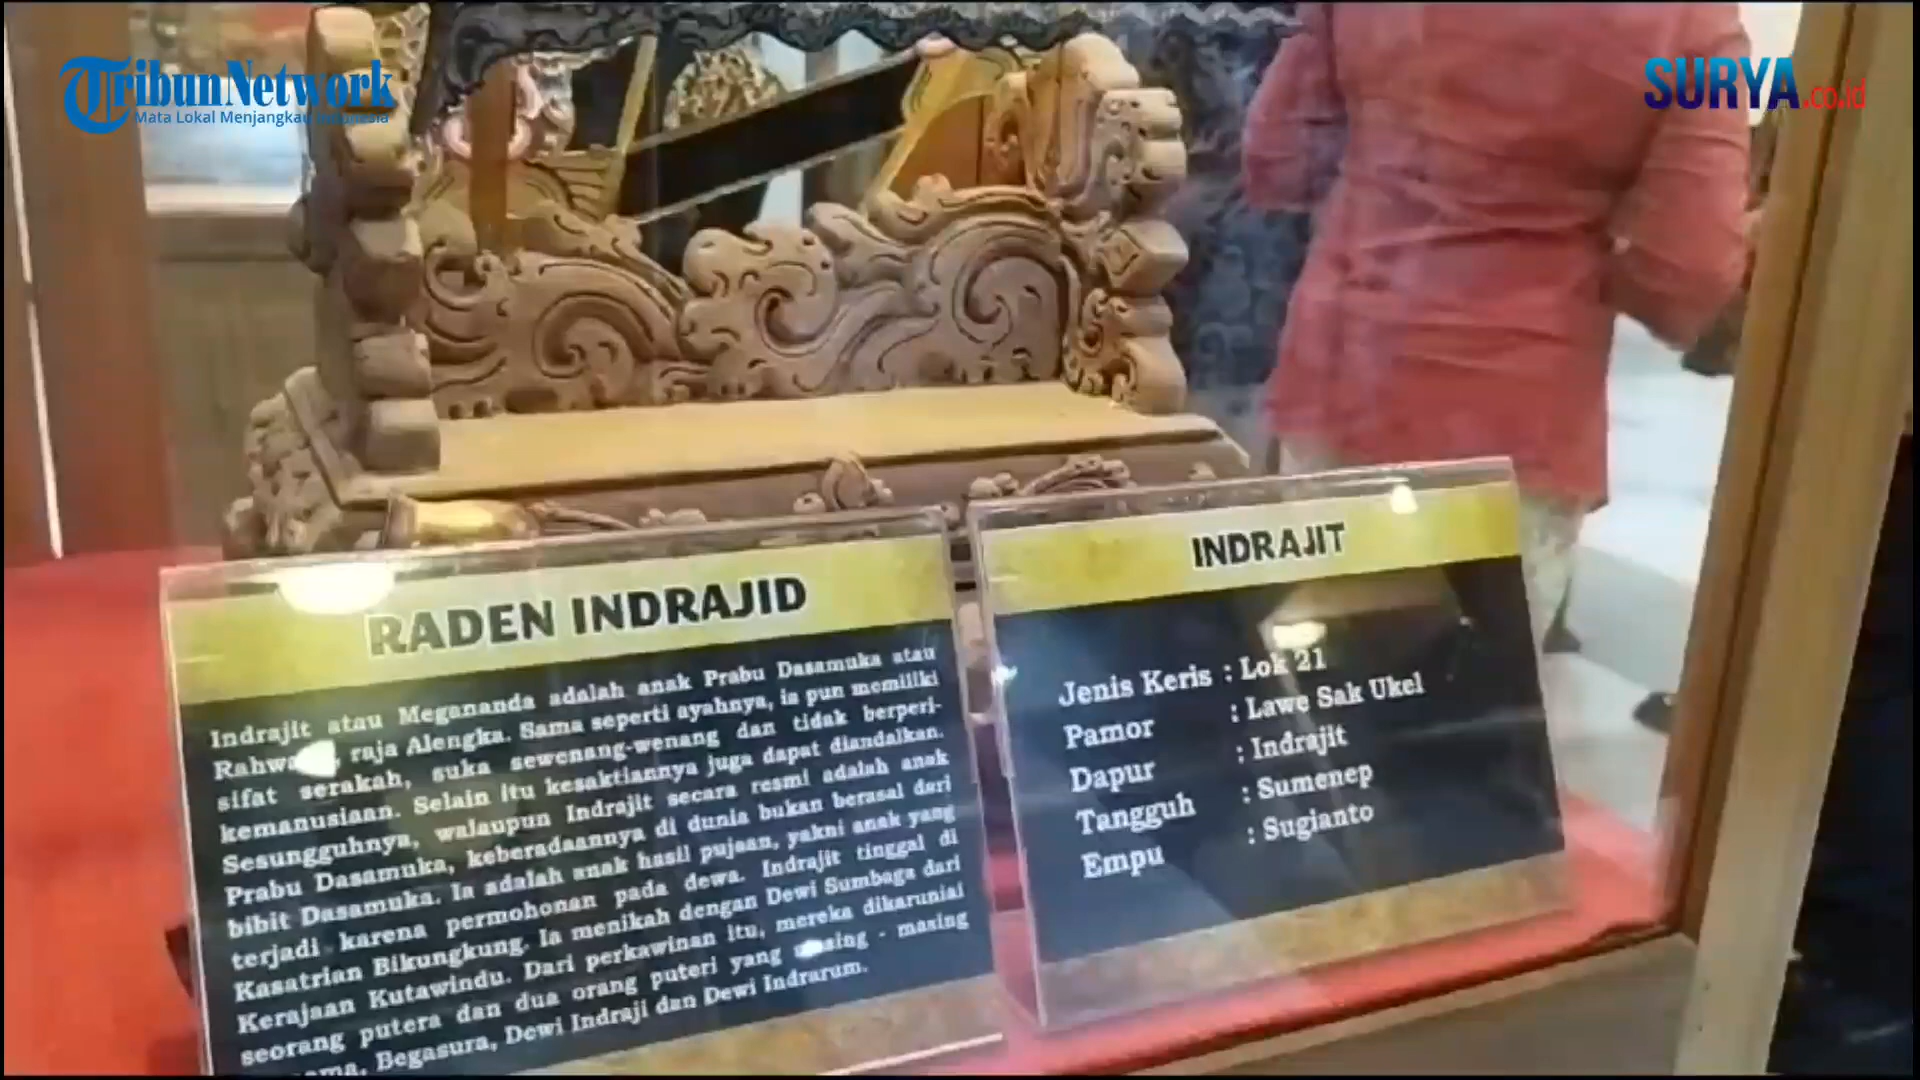 TribunNetwork
Mata Lokal Menjangkau Indonesia
SURYA.co.id
RADEN INDRAJID
Indrajit atau Megananda adalah anak Prabu Dasamuka atau
raja Alengka. Sama seperti ayahnya, ia pun memiliki
sifat serakah, suka sewenang-wenang dan tidak berperi-
kemanusiaan. Selain itu kesaktiannya juga dapat diandalkan.
Sesungguhnya, walaupun Indrajit secara resmi adalah anak
Prabu Dasamuka, keberadaannya di dunia bukan berasal dari
bibit Dasamuka. Ia adalah anak hasil pujaan, yakni anak yang
terjadi karena permohonan pada dewa. Indrajit tinggal di
Kasatrian Bikungkung. Ia menikah dengan Dewi Sumbaga dari
Kerajaan Kutawindu. Dari perkawinan itu, mereka dikaruniai
seorang putera dan dua orang puteri yang masing - masing
Begasura, Dewi Indraji dan Dewi Indrarum.
INDRAJIT
Jenis Keris : Lok 21
Pamor : Lawe Sak Ukel
Dapur : Indrajit
Tangguh : Sumenep
Empu : Sugianto